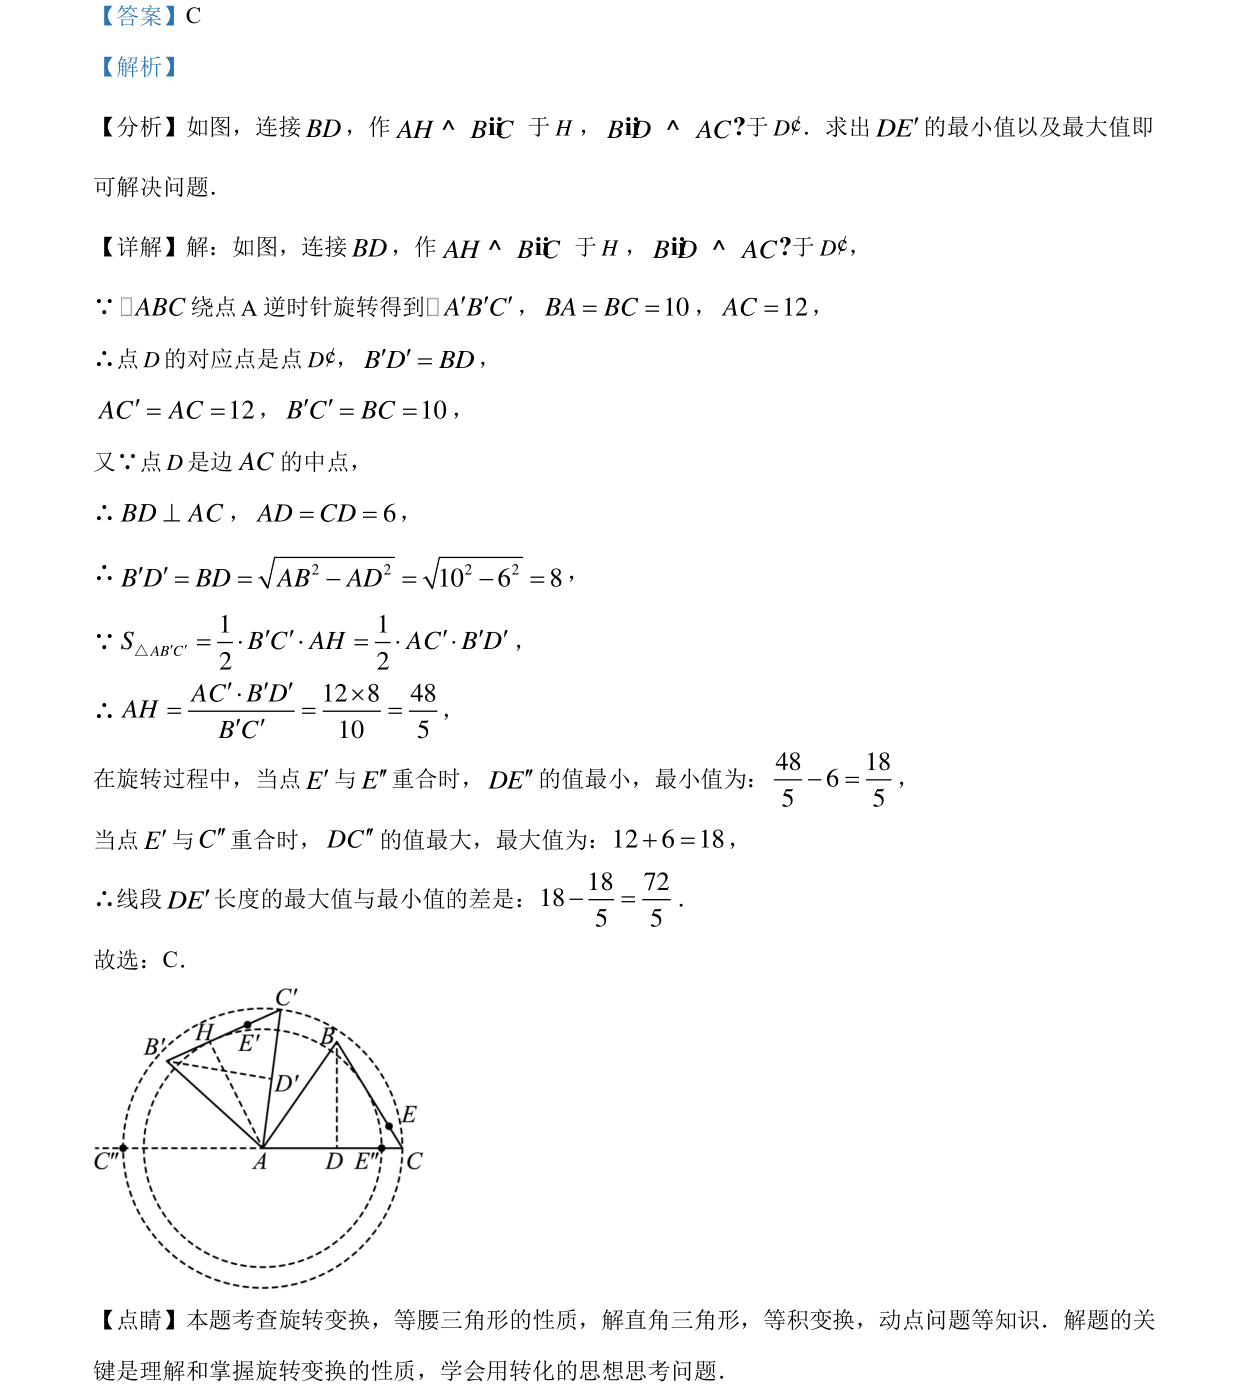 【答案】C
【解析】
【分析】如图，连接BD，作AH ^ B¢C¢ 于H，B¢D¢ ^ AC?于D¢．求出DE′的最小值以及最大值即
可解决问题．
【详解】解：如图，连接BD，作AH ^ B¢C¢ 于H，B¢D¢ ^ AC?于D¢，
∵□ABC绕点A逆时针旋转得到□A′B′C′，BA=BC=10，AC=12，
∴点D的对应点是点D¢，B′D′=BD，
AC′=AC=12，B′C′=BC=10，
又∵点D是边AC的中点，
∴BD⊥AC，AD=CD=6，
∴B′D′=BD=√(AB²−AD²)=√(10²−6²)=8，
∵S△AB′C′=1/2·B′C′·AH=1/2·AC′·B′D′，
∴AH=AC′·B′D′/B′C′=12×8/10=48/5，
在旋转过程中，当点E′与E″重合时，DE″的值最小，最小值为：48/5−6=18/5，
当点E′与C″重合时，DC″的值最大，最大值为：12+6=18，
∴线段DE′长度的最大值与最小值的差是：18−18/5=72/5．
故选：C．
C′
H
B
B′
E′
D′
E
C″
A
D
E″
C
【点睛】本题考查旋转变换，等腰三角形的性质，解直角三角形，等积变换，动点问题等知识．解题的关
键是理解和掌握旋转变换的性质，学会用转化的思想思考问题．